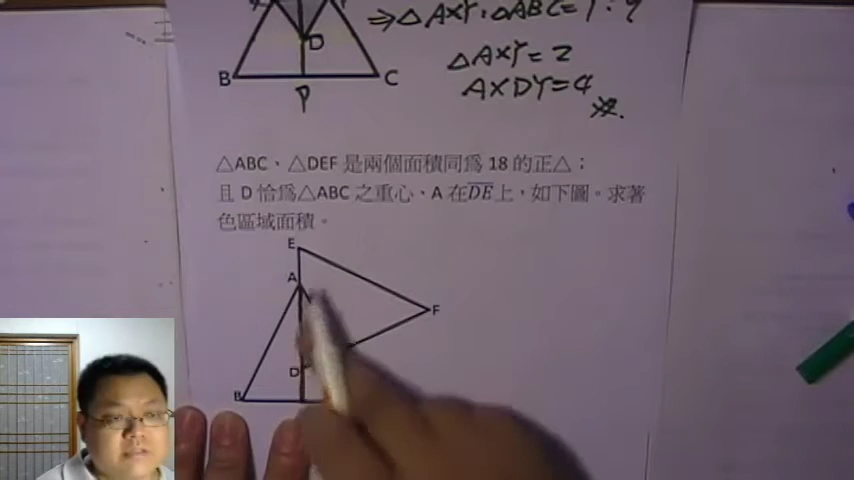 D
B
C
P
⇒△AXY:△ABC=1:9
△AXY=2
AXDY=4
△ABC、△DEF 是兩個面積同爲 18 的正△；
且 D 恰爲△ABC 之重心、A 在DE上，如下圖。求著
色區域面積。
E
A
F
D
B